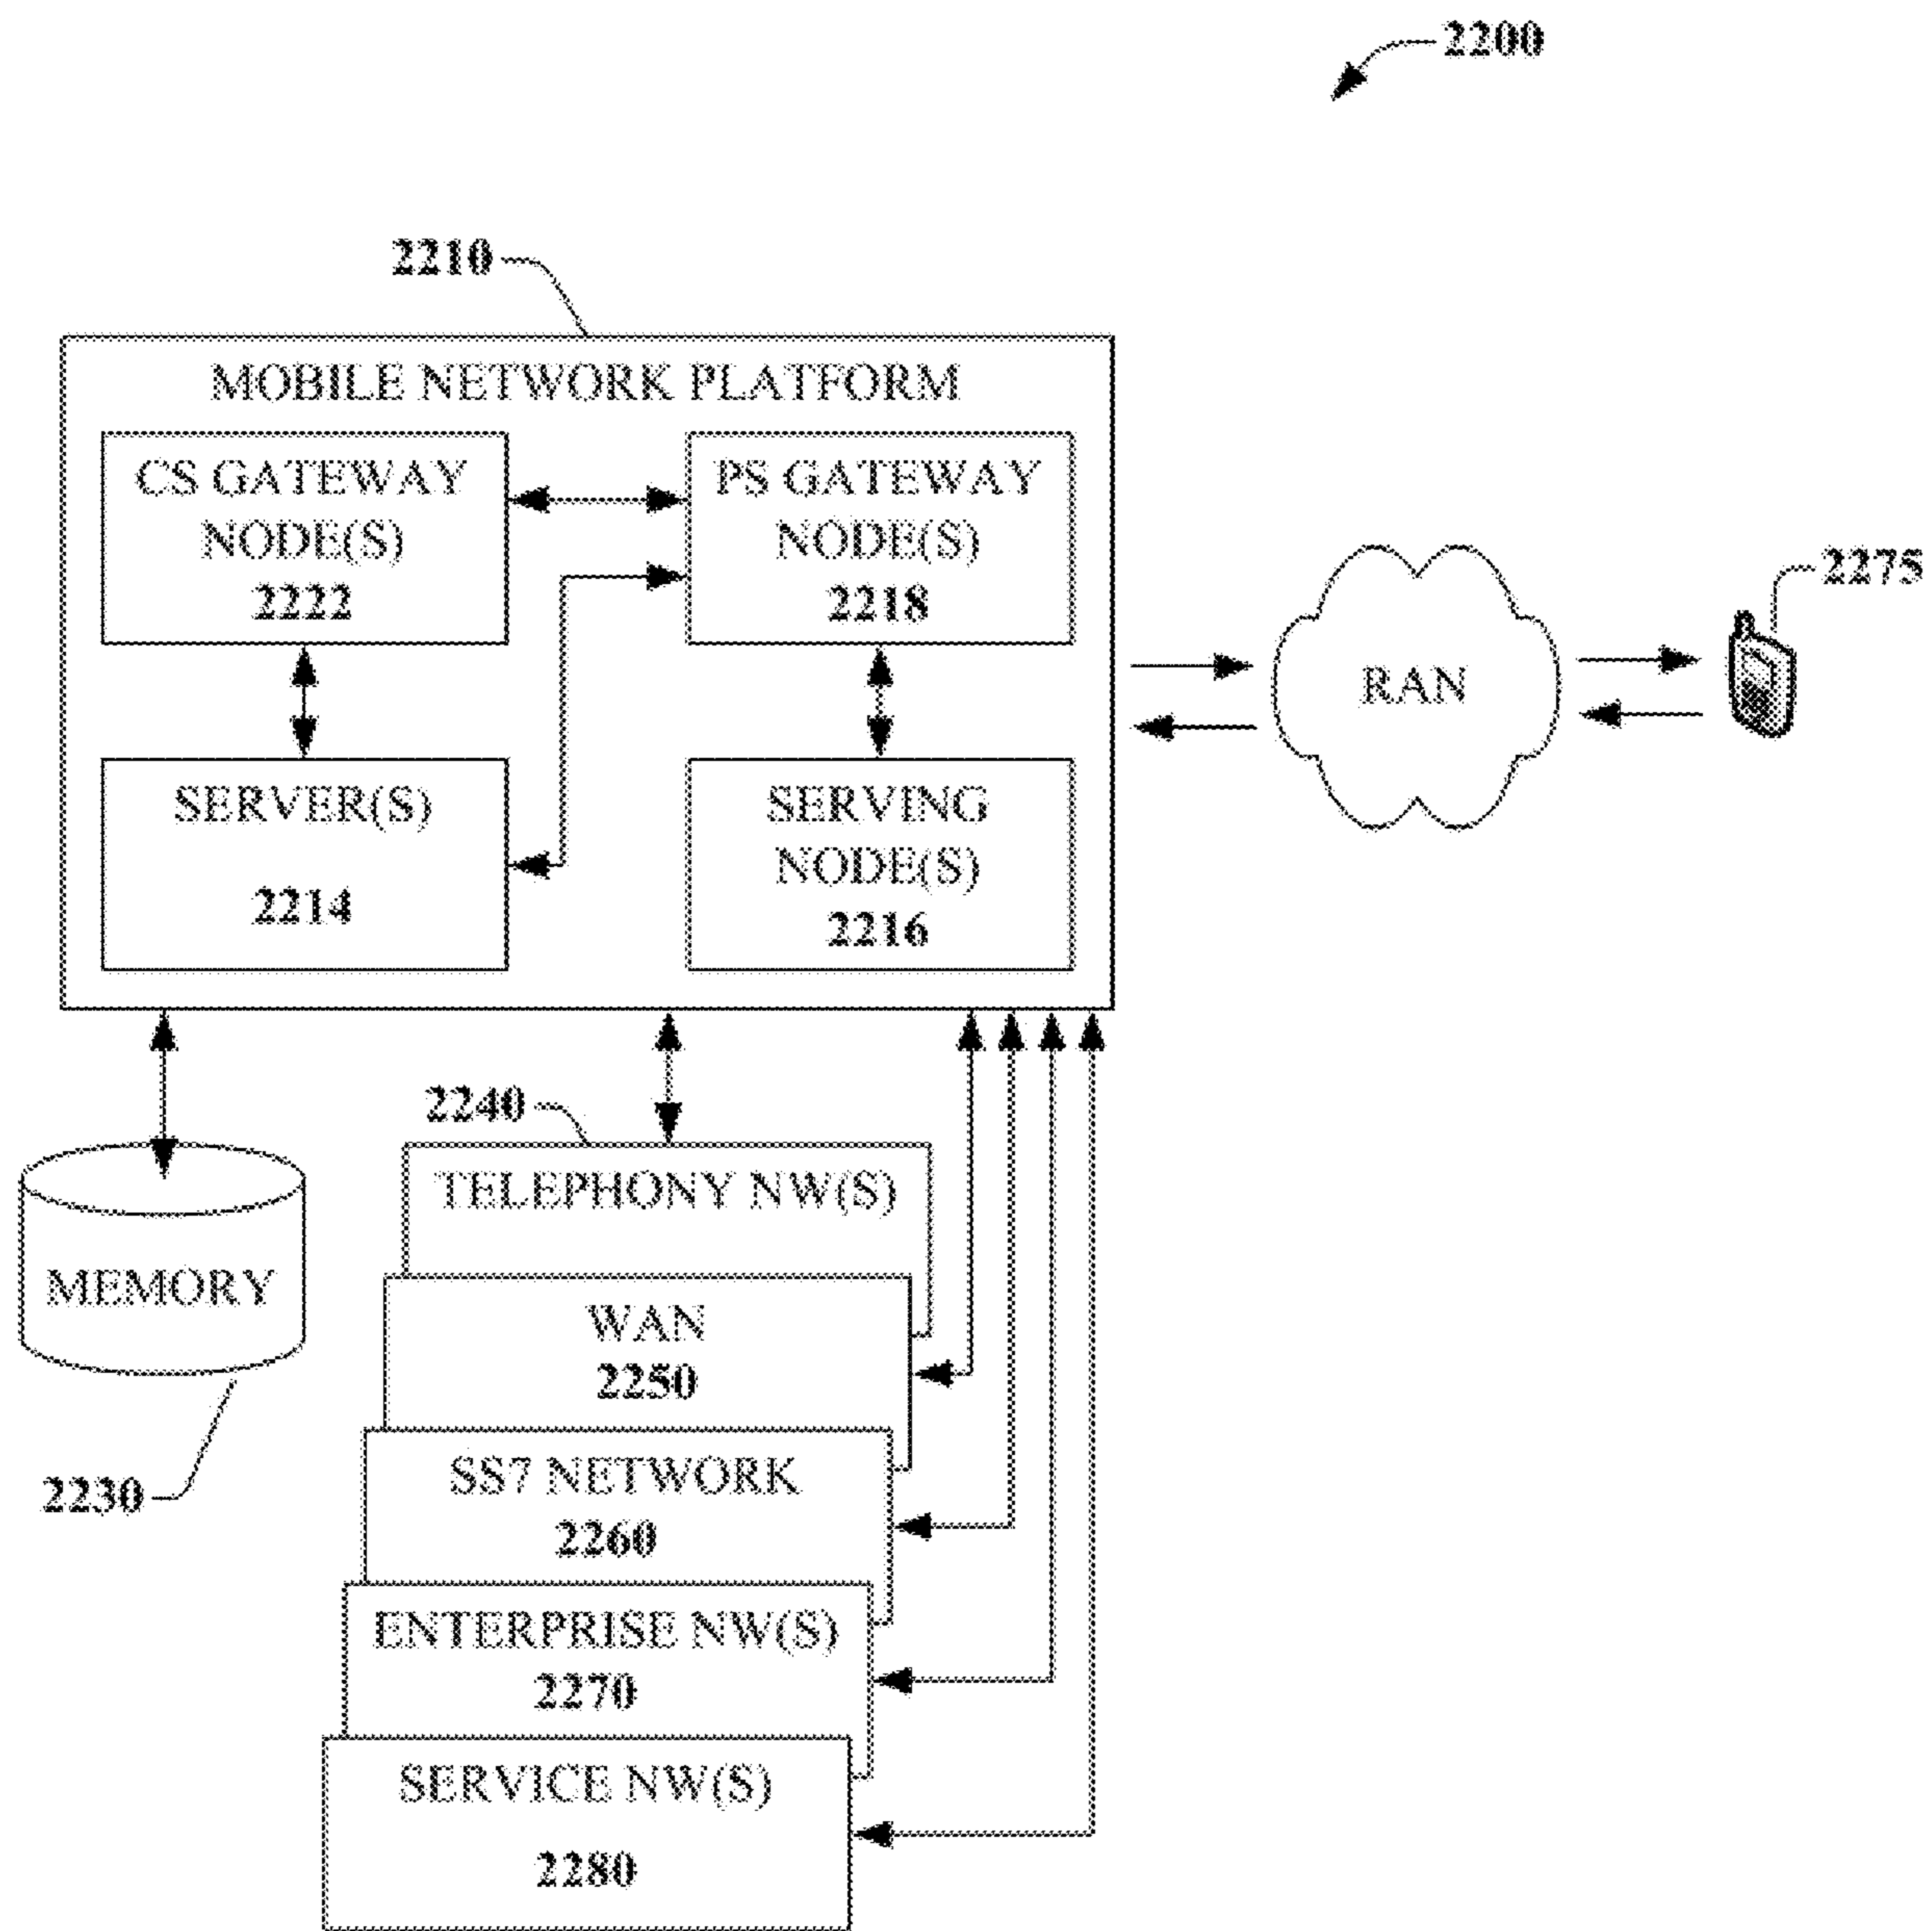 2200
2210
MOBILE NETWORK PLATFORM
CS GATEWAY
NODE(S)
2222
PS GATEWAY
NODE(S)
2218
2275
RAN
SERVER(S)
2214
SERVING
NODE(S)
2216
2240
TELEPHONY NW(S)
MEMORY
WAN
2250
2230
SS7 NETWORK
2260
ENTERPRISE NW(S)
2270
SERVICE NW(S)
2280